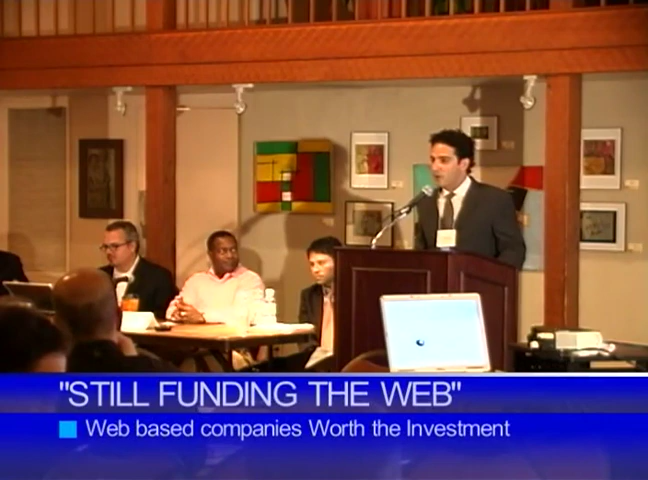 "STILL FUNDING THE WEB"
Web based companies Worth the Investment